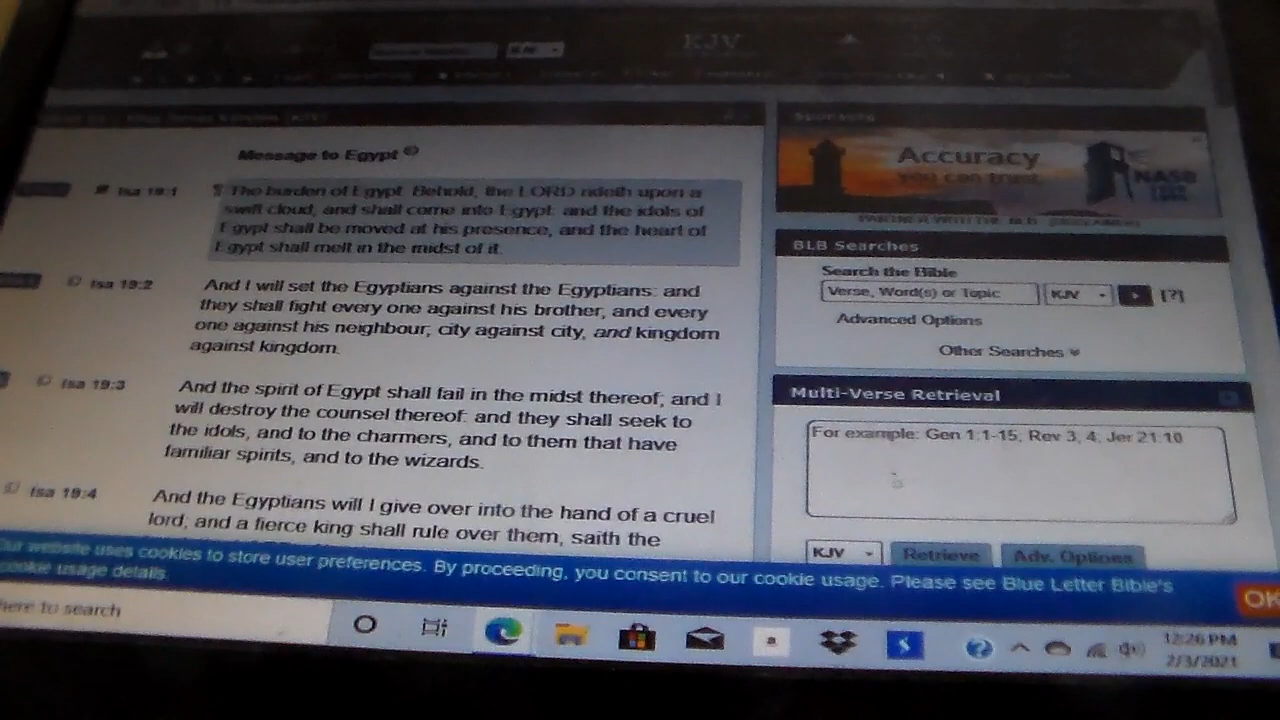 KJV
Message to Egypt
Isa 19:1
¶ The burden of Egypt. Behold, the LORD rideth upon a
swift cloud, and shall come into Egypt: and the idols of
Egypt shall be moved at his presence, and the heart of
Egypt shall melt in the midst of it.
Isa 19:2
And I will set the Egyptians against the Egyptians: and
they shall fight every one against his brother, and every
one against his neighbour; city against city, and kingdom
against kingdom.
Isa 19:3
And the spirit of Egypt shall fail in the midst thereof; and I
will destroy the counsel thereof: and they shall seek to
the idols, and to the charmers, and to them that have
familiar spirits, and to the wizards.
Isa 19:4
And the Egyptians will I give over into the hand of a cruel
lord; and a fierce king shall rule over them, saith the
Sponsors
Accuracy
you can trust.
NASB
BLB Searches
Search the Bible
Verse, Word(s) or Topic
KJV
[?]
Advanced Options
Other Searches
Multi-Verse Retrieval
For example: Gen 1:1-15; Rev 3, 4; Jer 21:10
KJV
Retrieve
Adv. Options
Our website uses cookies to store user preferences. By proceeding, you consent to our cookie usage. Please see Blue Letter Bible's
cookie usage details.
OK
here to search
a
S
12:26 PM
2/3/2021